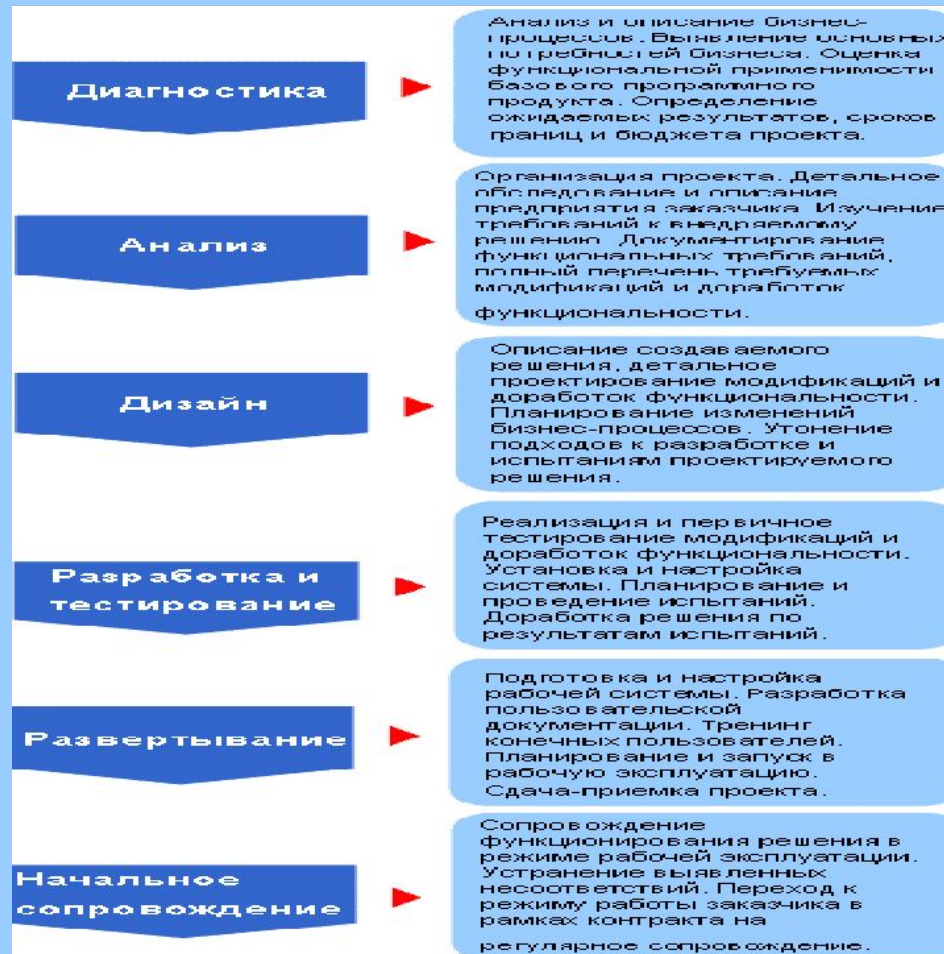 Диагностика
Анализ и описание бизнес-
процессов. Выявление основных
потребностей бизнеса. Оценка
функциональной применимости
базового программного
продукта. Определение
ожидаемых результатов, сроков
границ и бюджета проекта.
Анализ
Организация проекта. Детальное
обследование и описание
предприятия заказчика. Изучение
требований к внедряемому
решению. Документирование
функциональных требований,
полный перечень требуемых
модификаций и доработок
функциональности.
Дизайн
Описание создаваемого
решения, детальное
проектирование модификаций и
доработок функциональности.
Планирование изменений
бизнес-процессов. Утонение
подходов к разработке и
испытаниям проектируемого
решения.
Разработка и
тестирование
Реализация и первичное
тестирование модификаций и
доработок функциональности.
Установка и настройка
системы. Планирование и
проведение испытаний.
Доработка решения по
результатам испытаний.
Развертывание
Подготовка и настройка
рабочей системы. Разработка
пользовательской
документации. Тренинг
конечных пользователей.
Планирование и запуск в
рабочую эксплуатацию.
Сдача-приемка проекта.
Начальное
сопровождение
Сопровождение
функционирования решения в
режиме рабочей эксплуатации.
Устранение выявленных
несоответствий. Переход к
режиму работы заказчика в
рамках контракта на
регулярное сопровождение.